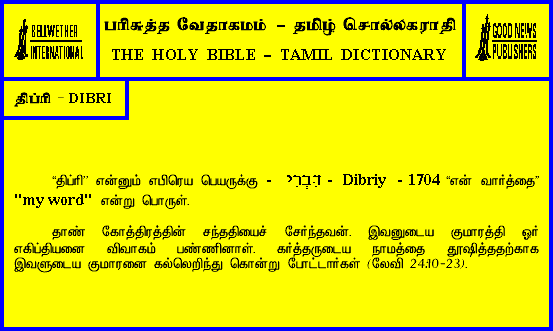 BELLWETHER
INTERNATIONAL
பரிசுத்த வேதாகமம் - தமிழ் சொல்லகராதி
THE HOLY BIBLE – TAMIL DICTIONARY
GOOD NEWS
PUBLISHERS
திப்ரி - DIBRI
“திப்ரி” என்னும் எபிரெய பெயருக்கு - דִּבְרִי - Dibriy - 1704 “என் வார்த்தை”
"my word" என்று பொருள்.
தாண் கோத்திரத்தின் சந்ததியைச் சேர்ந்தவன். இவனுடைய குமாரத்தி ஓர்
எகிப்தியனை விவாகம் பண்ணினாள். கர்த்தருடைய நாமத்தை தூஷித்ததற்காக
இவளுடைய குமாரனை கல்லெறிந்து கொன்று போட்டார்கள் (லேவி 24:10-23).